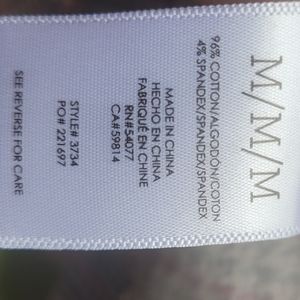 M/M/M
96% COTTON/ALGODÓN/COTON
4% SPANDEX/SPANDEX/SPANDEX
MADE IN CHINA
HECHO EN CHINA
FABRIQUÉ EN CHINE
RN#54077
CA#59814
STYLE# 3734
PO# 221697
SEE REVERSE FOR CARE